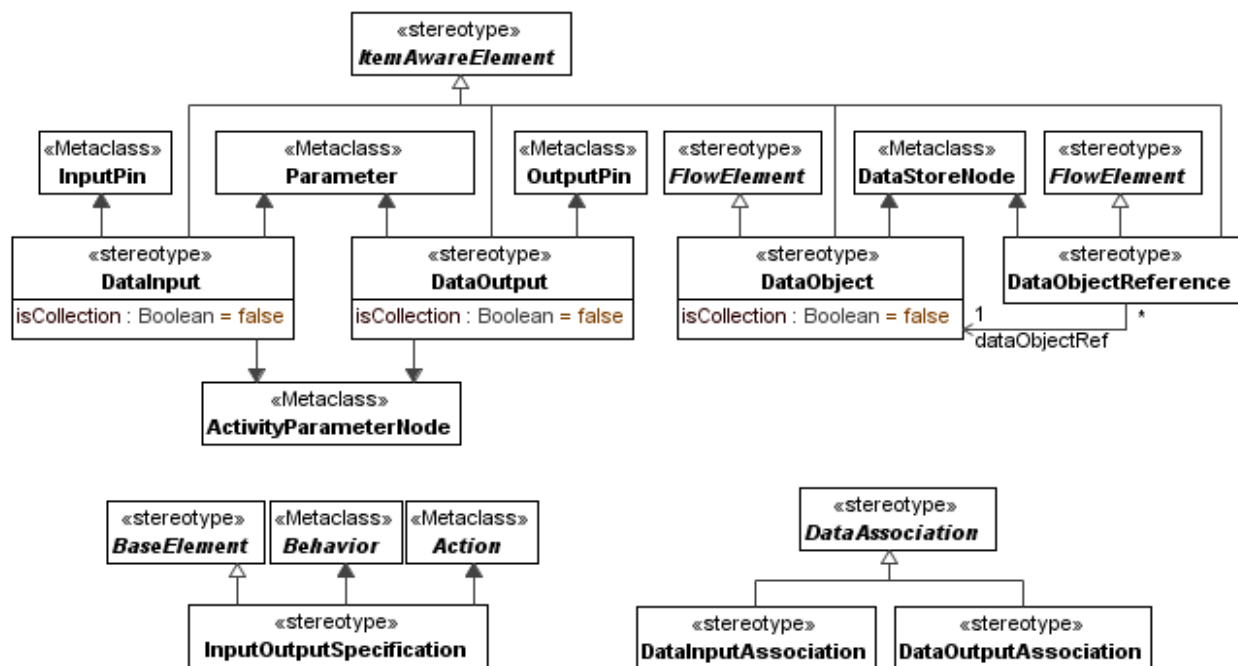 «stereotype»
ItemAwareElement
«Metaclass»
InputPin
«Metaclass»
Parameter
«Metaclass»
OutputPin
«stereotype»
FlowElement
«Metaclass»
DataStoreNode
«stereotype»
FlowElement
«stereotype»
DataInput
isCollection : Boolean = false
«stereotype»
DataOutput
isCollection : Boolean = false
«stereotype»
DataObject
isCollection : Boolean = false
«stereotype»
DataObjectReference
1
*
dataObjectRef
«Metaclass»
ActivityParameterNode
«stereotype»
BaseElement
«Metaclass»
Behavior
«Metaclass»
Action
«stereotype»
DataAssociation
«stereotype»
InputOutputSpecification
«stereotype»
DataInputAssociation
«stereotype»
DataOutputAssociation